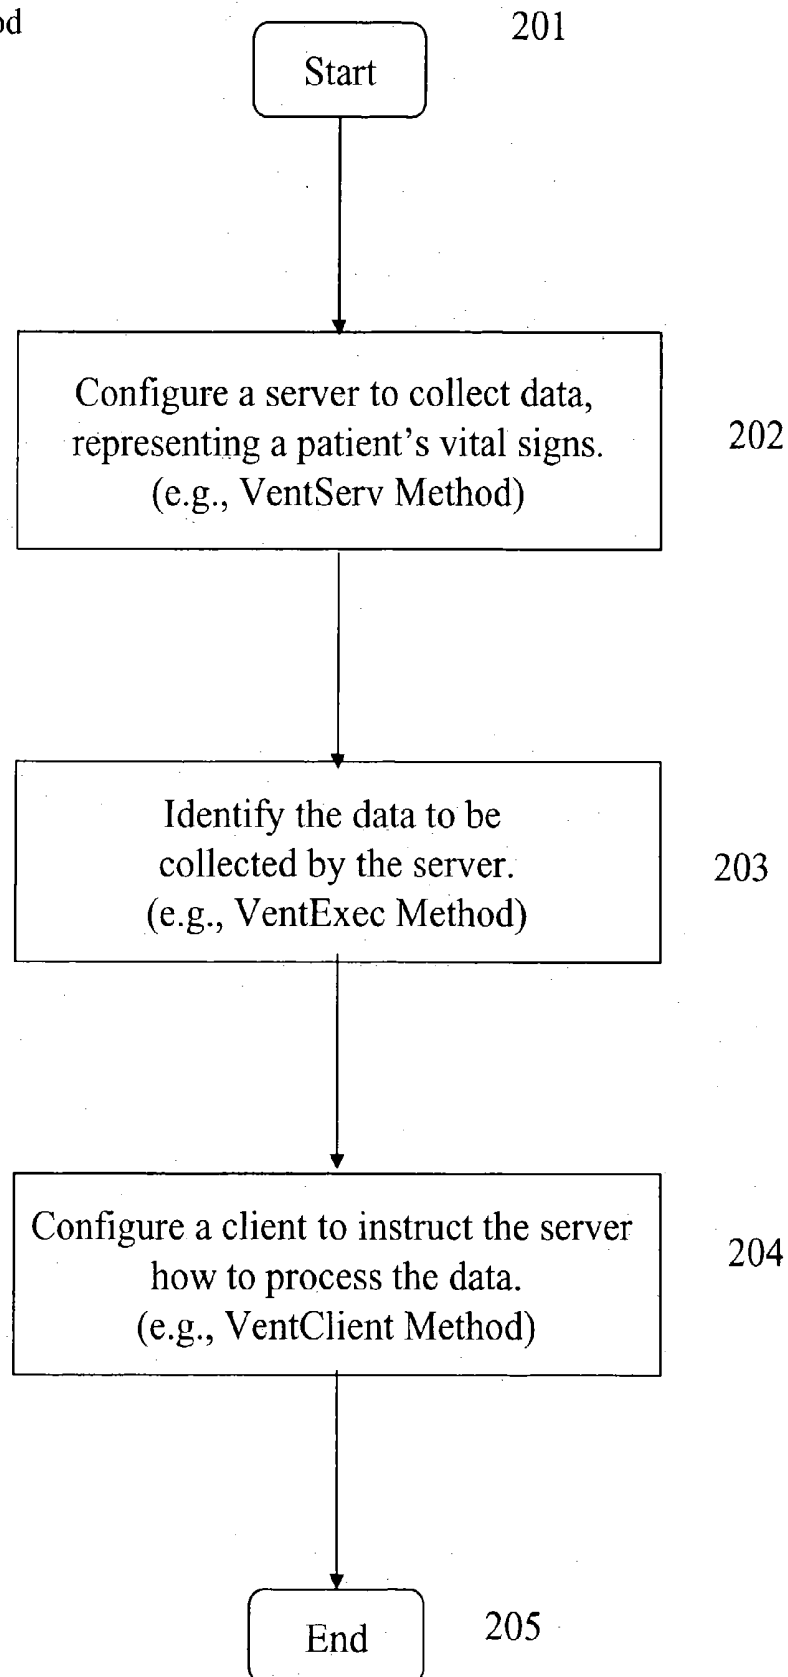 201
Start
Configure a server to collect data,
representing a patient's vital signs.
(e.g., VentServ Method)
202
Identify the data to be
collected by the server.
(e.g., VentExec Method)
203
Configure a client to instruct the server
how to process the data.
(e.g., VentClient Method)
204
End
205